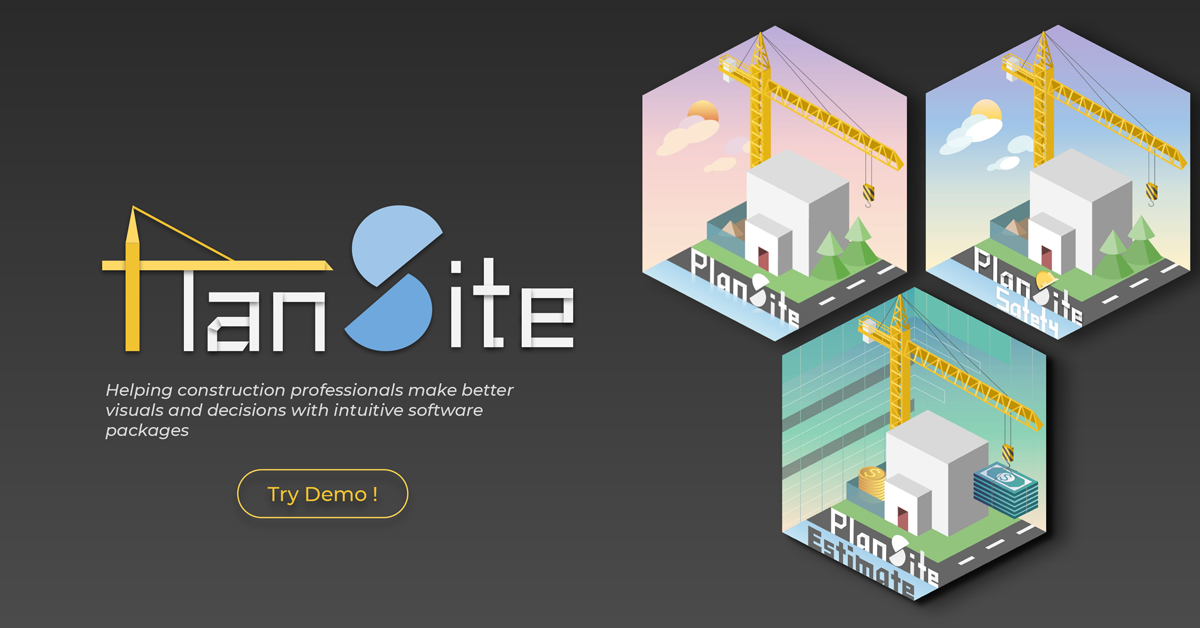 PlanSite
Helping construction professionals make better
visuals and decisions with intuitive software
packages
Try Demo !
PlanSite
PlanSite
Safety
PlanSite
Estimate